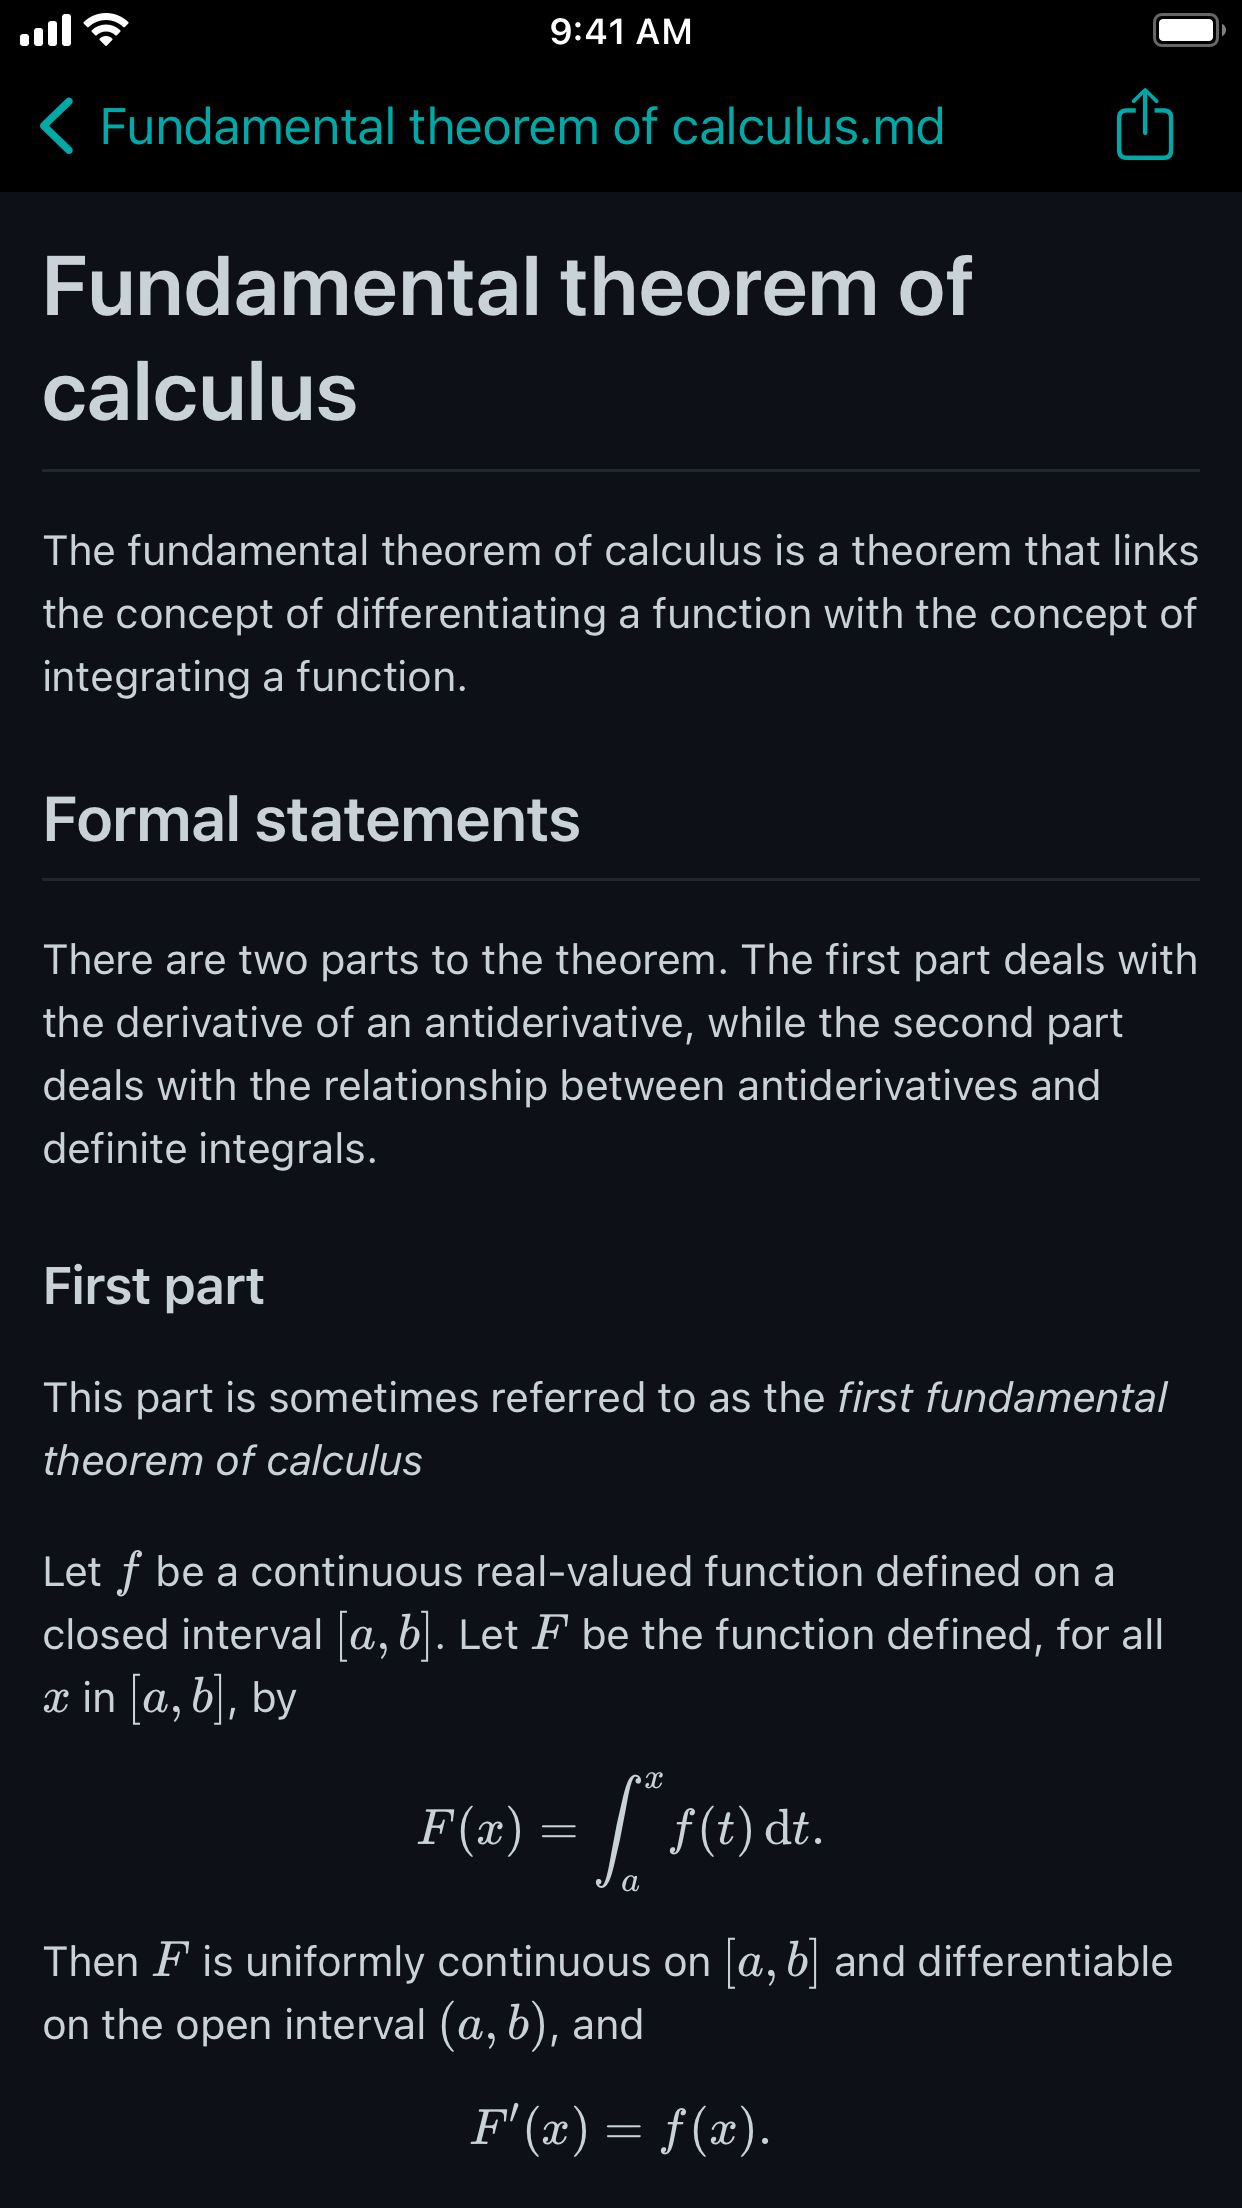 9:41 AM
Fundamental theorem of calculus.md
Fundamental theorem of
calculus
The fundamental theorem of calculus is a theorem that links
the concept of differentiating a function with the concept of
integrating a function.
Formal statements
There are two parts to the theorem. The first part deals with
the derivative of an antiderivative, while the second part
deals with the relationship between antiderivatives and
definite integrals.
First part
This part is sometimes referred to as the first fundamental
theorem of calculus
Let f be a continuous real-valued function defined on a
closed interval [a, b]. Let F be the function defined, for all
x in [a, b], by
F(x) = ∫ₐˣ f(t) dt.
Then F is uniformly continuous on [a, b] and differentiable
on the open interval (a, b), and
F′(x) = f(x).